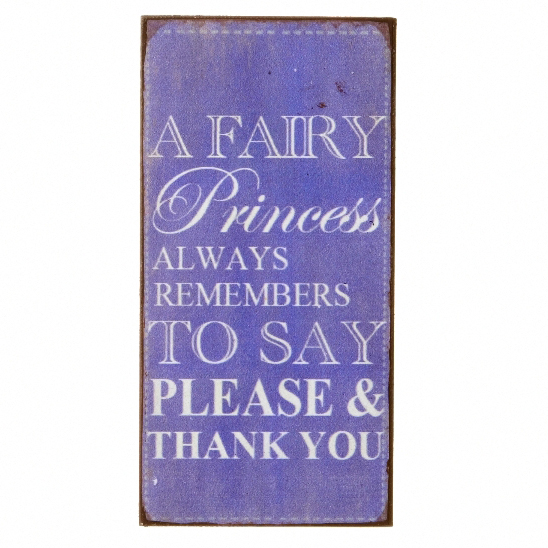 A FAIRY
Princess
ALWAYS
REMEMBERS
TO SAY
PLEASE &
THANK YOU